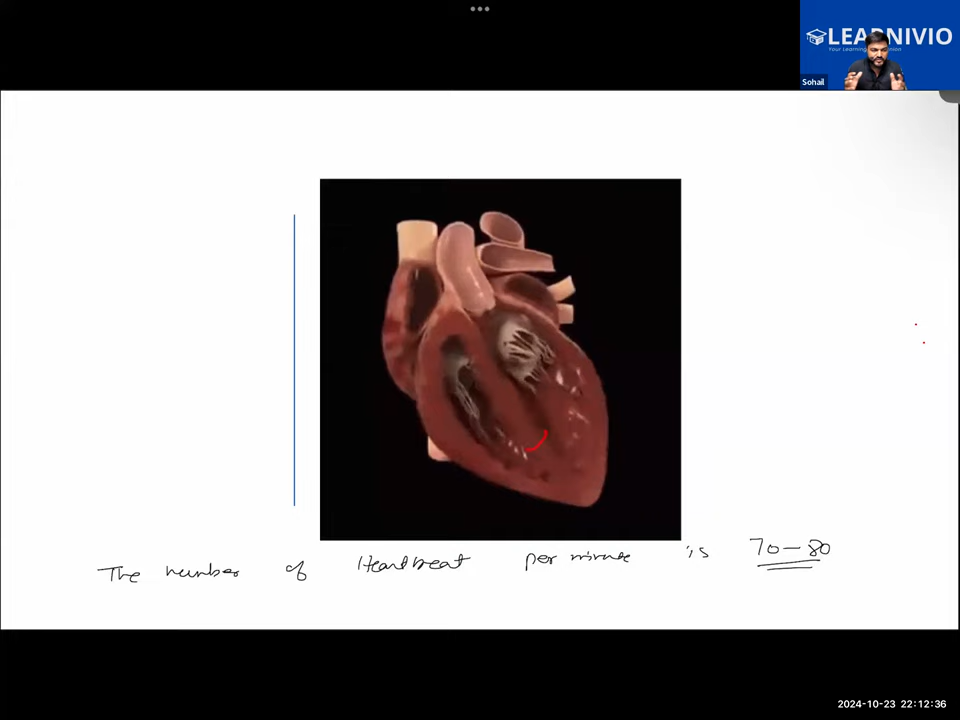 LEARNIVIO
Sohail
The number of Heartbeat per minute is 70-80
2024-10-23 22:12:36